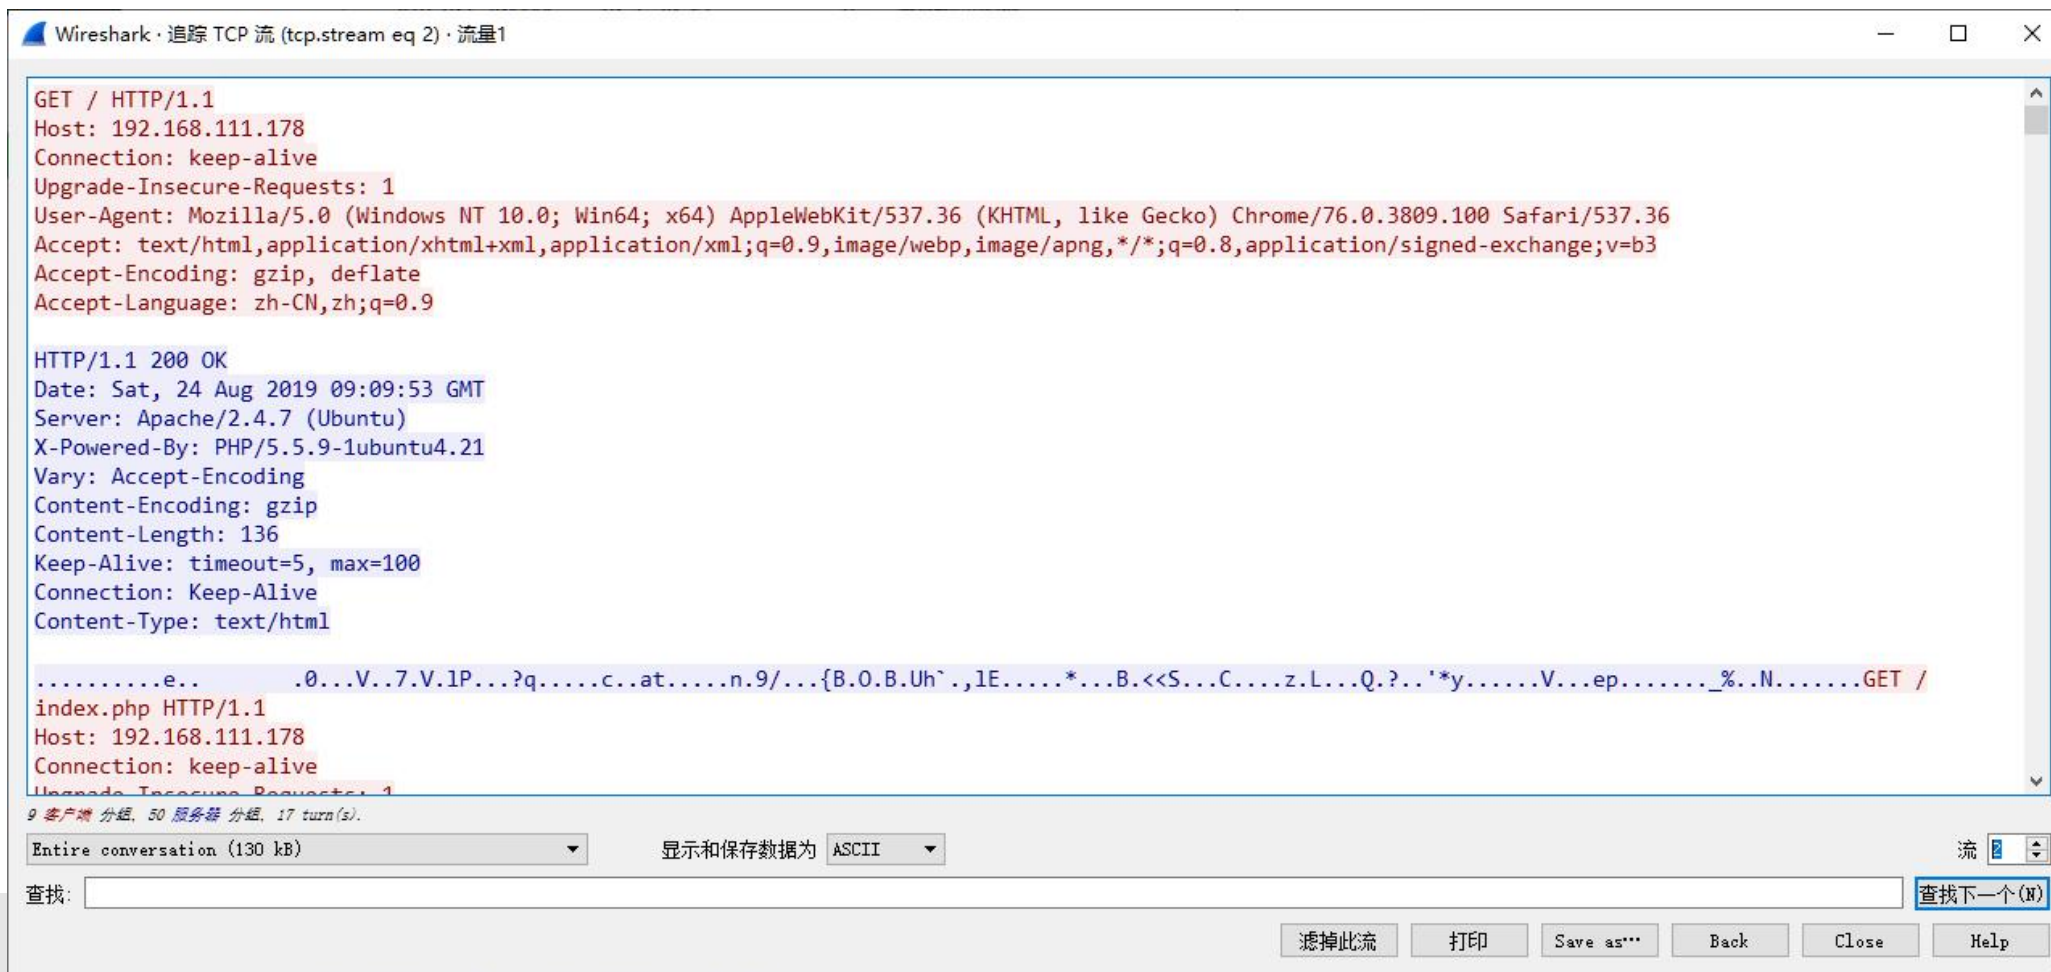 Wireshark · 追踪 TCP 流 (tcp.stream eq 2) · 流量1
GET / HTTP/1.1
Host: 192.168.111.178
Connection: keep-alive
Upgrade-Insecure-Requests: 1
User-Agent: Mozilla/5.0 (Windows NT 10.0; Win64; x64) AppleWebKit/537.36 (KHTML, like Gecko) Chrome/76.0.3809.100 Safari/537.36
Accept: text/html,application/xhtml+xml,application/xml;q=0.9,image/webp,image/apng,*/*;q=0.8,application/signed-exchange;v=b3
Accept-Encoding: gzip, deflate
Accept-Language: zh-CN,zh;q=0.9
HTTP/1.1 200 OK
Date: Sat, 24 Aug 2019 09:09:53 GMT
Server: Apache/2.4.7 (Ubuntu)
X-Powered-By: PHP/5.5.9-1ubuntu4.21
Vary: Accept-Encoding
Content-Encoding: gzip
Content-Length: 136
Keep-Alive: timeout=5, max=100
Connection: Keep-Alive
Content-Type: text/html
..........e..	.0...V..7.V.lP...?q.....c..at.....n.9/...{B.O.B.Uh`.,lE.....*...B.<<S...C....z.L...Q.?..'*y......V...ep......._%..N.......GET /
index.php HTTP/1.1
Host: 192.168.111.178
Connection: keep-alive
Upgrade-Insecure-Requests: 1
9 客户端 分组, 50 服务器 分组, 17 turn(s).
Entire conversation (130 kB) 显示和保存数据为 ASCII 流 2
查找: 查找下一个(N)
滤掉此流 打印 Save as… Back Close Help